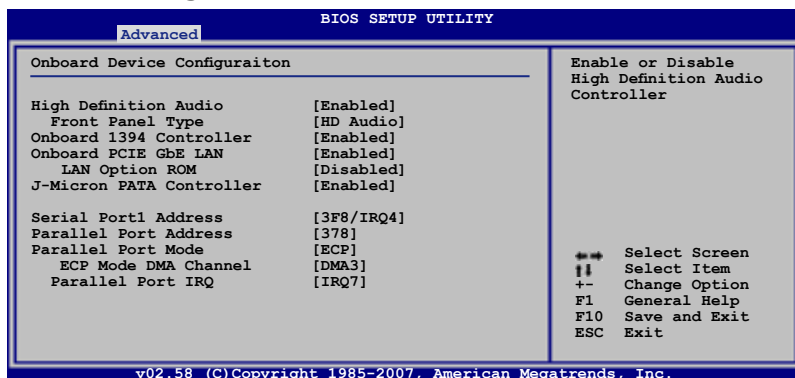 BIOS SETUP UTILITY
Advanced
Onboard Device Configuraiton
High Definition Audio [Enabled]
Front Panel Type [HD Audio]
Onboard 1394 Controller [Enabled]
Onboard PCIE GbE LAN [Enabled]
LAN Option ROM [Disabled]
J-Micron PATA Controller [Enabled]
Serial Port1 Address [3F8/IRQ4]
Parallel Port Address [378]
Parallel Port Mode [ECP]
ECP Mode DMA Channel [DMA3]
Parallel Port IRQ [IRQ7]
Enable or Disable
High Definition Audio
Controller
Select Screen
Select Item
+- Change Option
F1 General Help
F10 Save and Exit
ESC Exit
v02.58 (C)Copyright 1985-2007, American Megatrends, Inc.